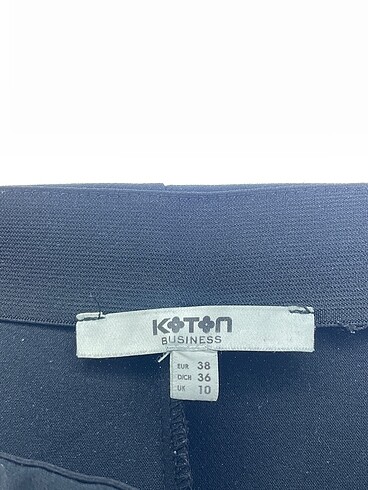 KOTON
BUSINESS
EUR 38
D/CH 36
UK 10